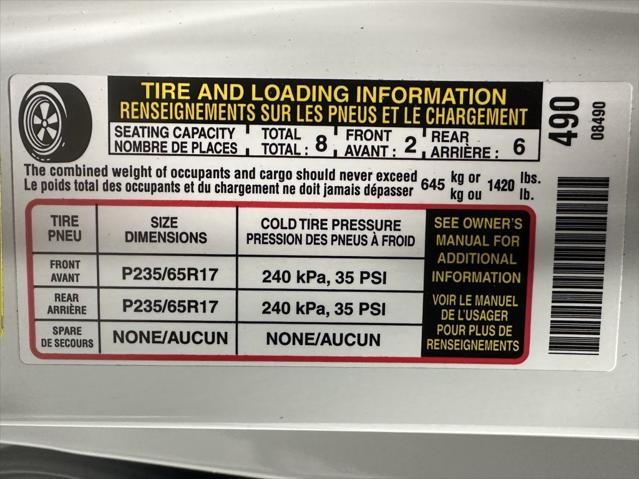 TIRE AND LOADING INFORMATION
RENSEIGNEMENTS SUR LES PNEUS ET LE CHARGEMENT
SEATING CAPACITY TOTAL FRONT REAR
NOMBRE DE PLACES TOTAL : 8 AVANT : 2 ARRIÈRE : 6
The combined weight of occupants and cargo should never exceed 645 kg or 1420 lbs.
Le poids total des occupants et du chargement ne doit jamais dépasser kg ou lb.
TIRE SIZE COLD TIRE PRESSURE
PNEU DIMENSIONS PRESSION DES PNEUS À FROID
FRONT
AVANT P235/65R17 240 kPa, 35 PSI
REAR
ARRIÈRE P235/65R17 240 kPa, 35 PSI
SPARE
DE SECOURS NONE/AUCUN NONE/AUCUN
SEE OWNER'S
MANUAL FOR
ADDITIONAL
INFORMATION
VOIR LE MANUEL
DE L'USAGER
POUR PLUS DE
RENSEIGNEMENTS
490
08490